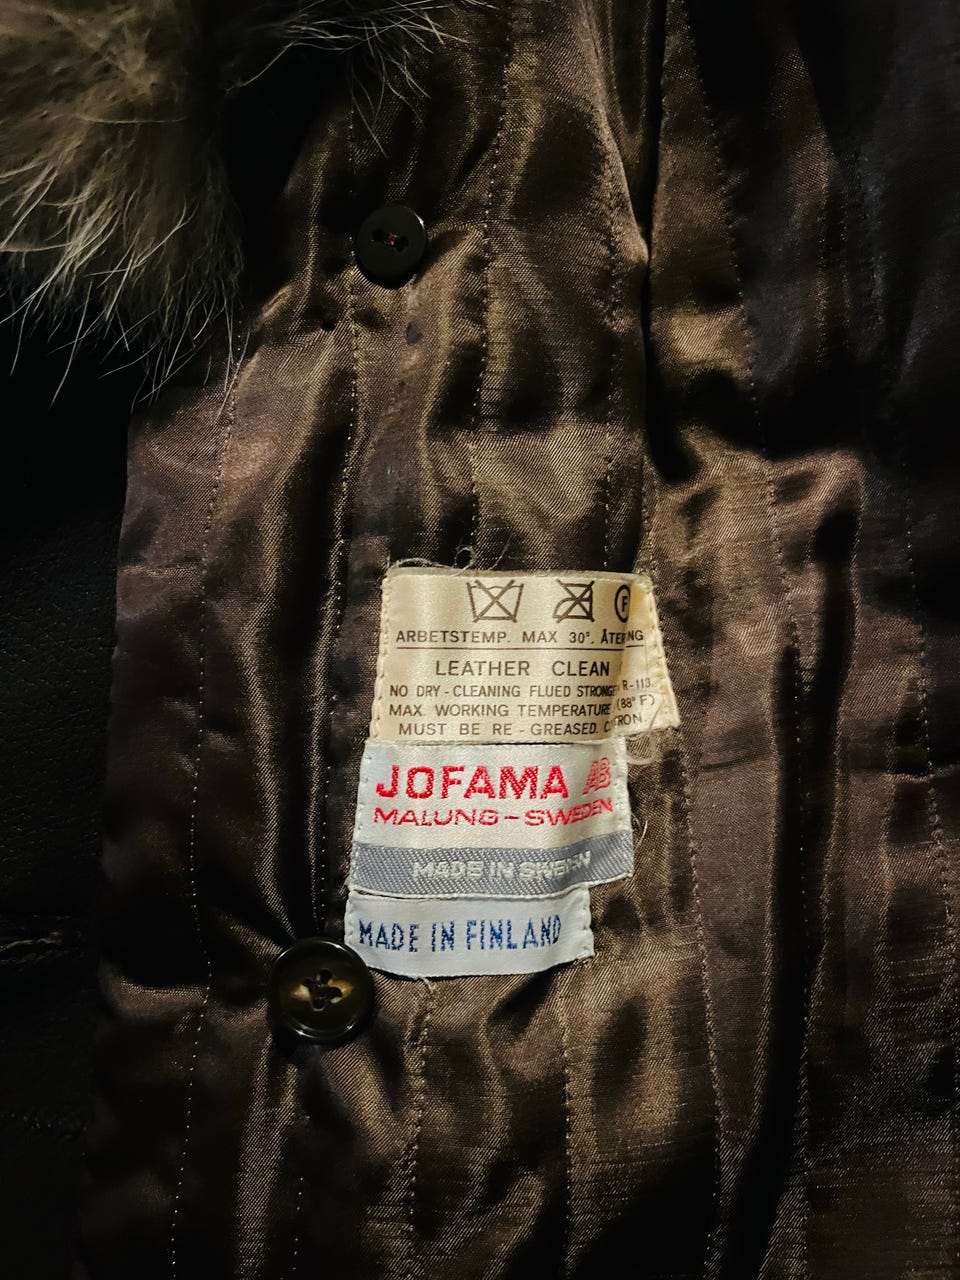 F
ARBETSTEMP. MAX 30°. ÅTERING
LEATHER CLEAN
NO DRY-CLEANING FLUED STRONGER R-113.
MAX. WORKING TEMPERATURE (88° F)
MUST BE RE-GREASED.
JOFAMA AB
MALUNG-SWEDEN
MADE IN SWEDEN
MADE IN FINLAND